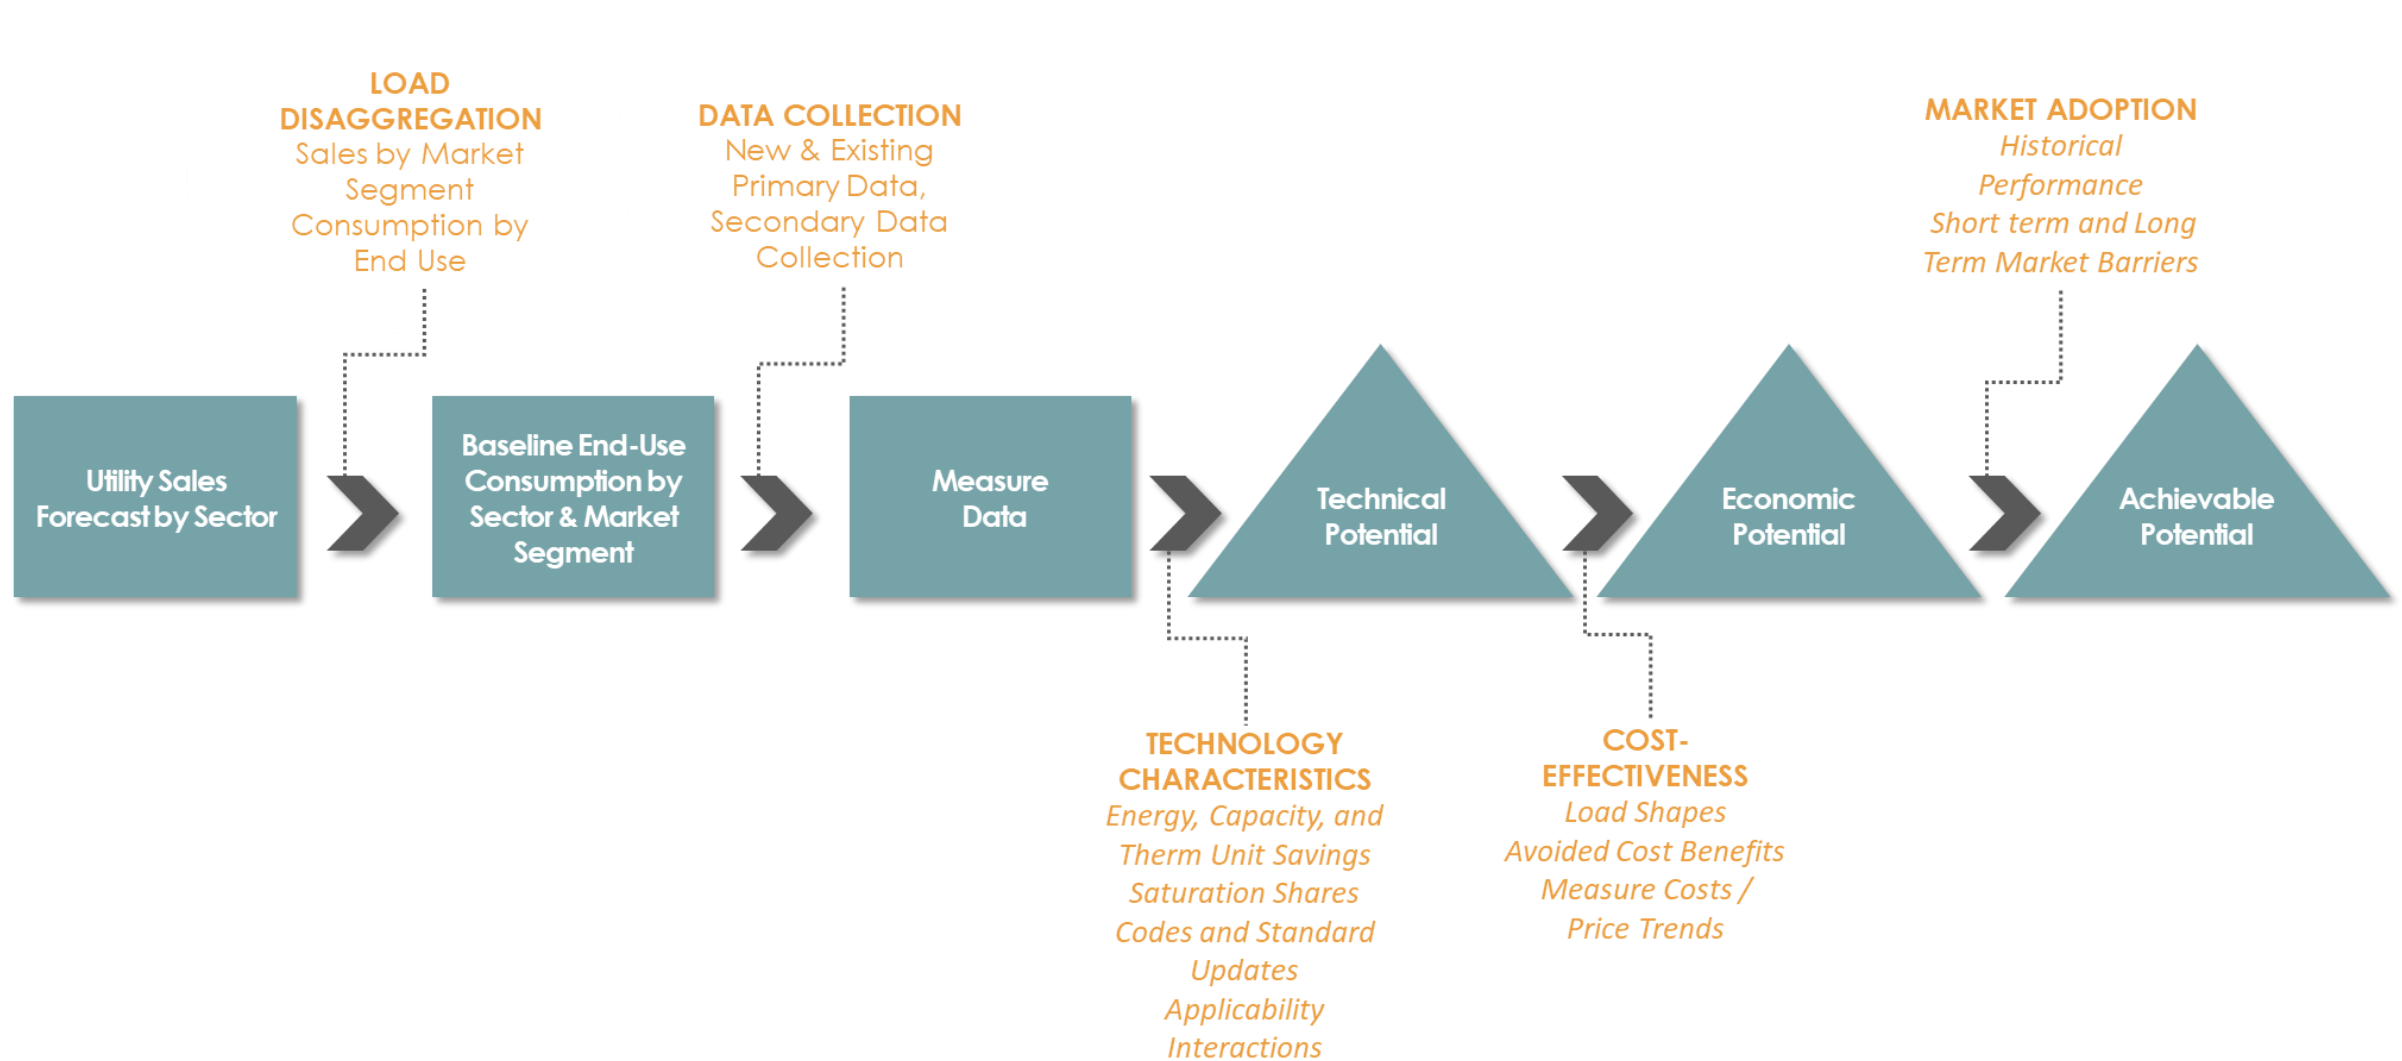 LOAD
DISAGGREGATION
Sales by Market
Segment
Consumption by
End Use
DATA COLLECTION
New & Existing
Primary Data,
Secondary Data
Collection
MARKET ADOPTION
Historical
Performance
Short term and Long
Term Market Barriers
Utility Sales
Forecast by Sector
Baseline End-Use
Consumption by
Sector & Market
Segment
Measure
Data
Technical
Potential
Economic
Potential
Achievable
Potential
TECHNOLOGY
CHARACTERISTICS
Energy, Capacity, and
Therm Unit Savings
Saturation Shares
Codes and Standard
Updates
Applicability
Interactions
COST-
EFFECTIVENESS
Load Shapes
Avoided Cost Benefits
Measure Costs /
Price Trends